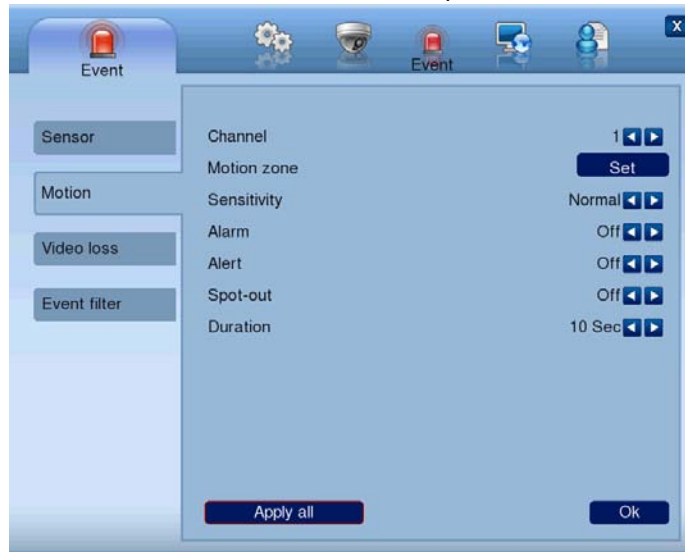 Event
Event
X
Sensor
Motion
Video loss
Event filter
Channel 1
Motion zone Set
Sensitivity Normal
Alarm Off
Alert Off
Spot-out Off
Duration 10 Sec
Apply all
Ok